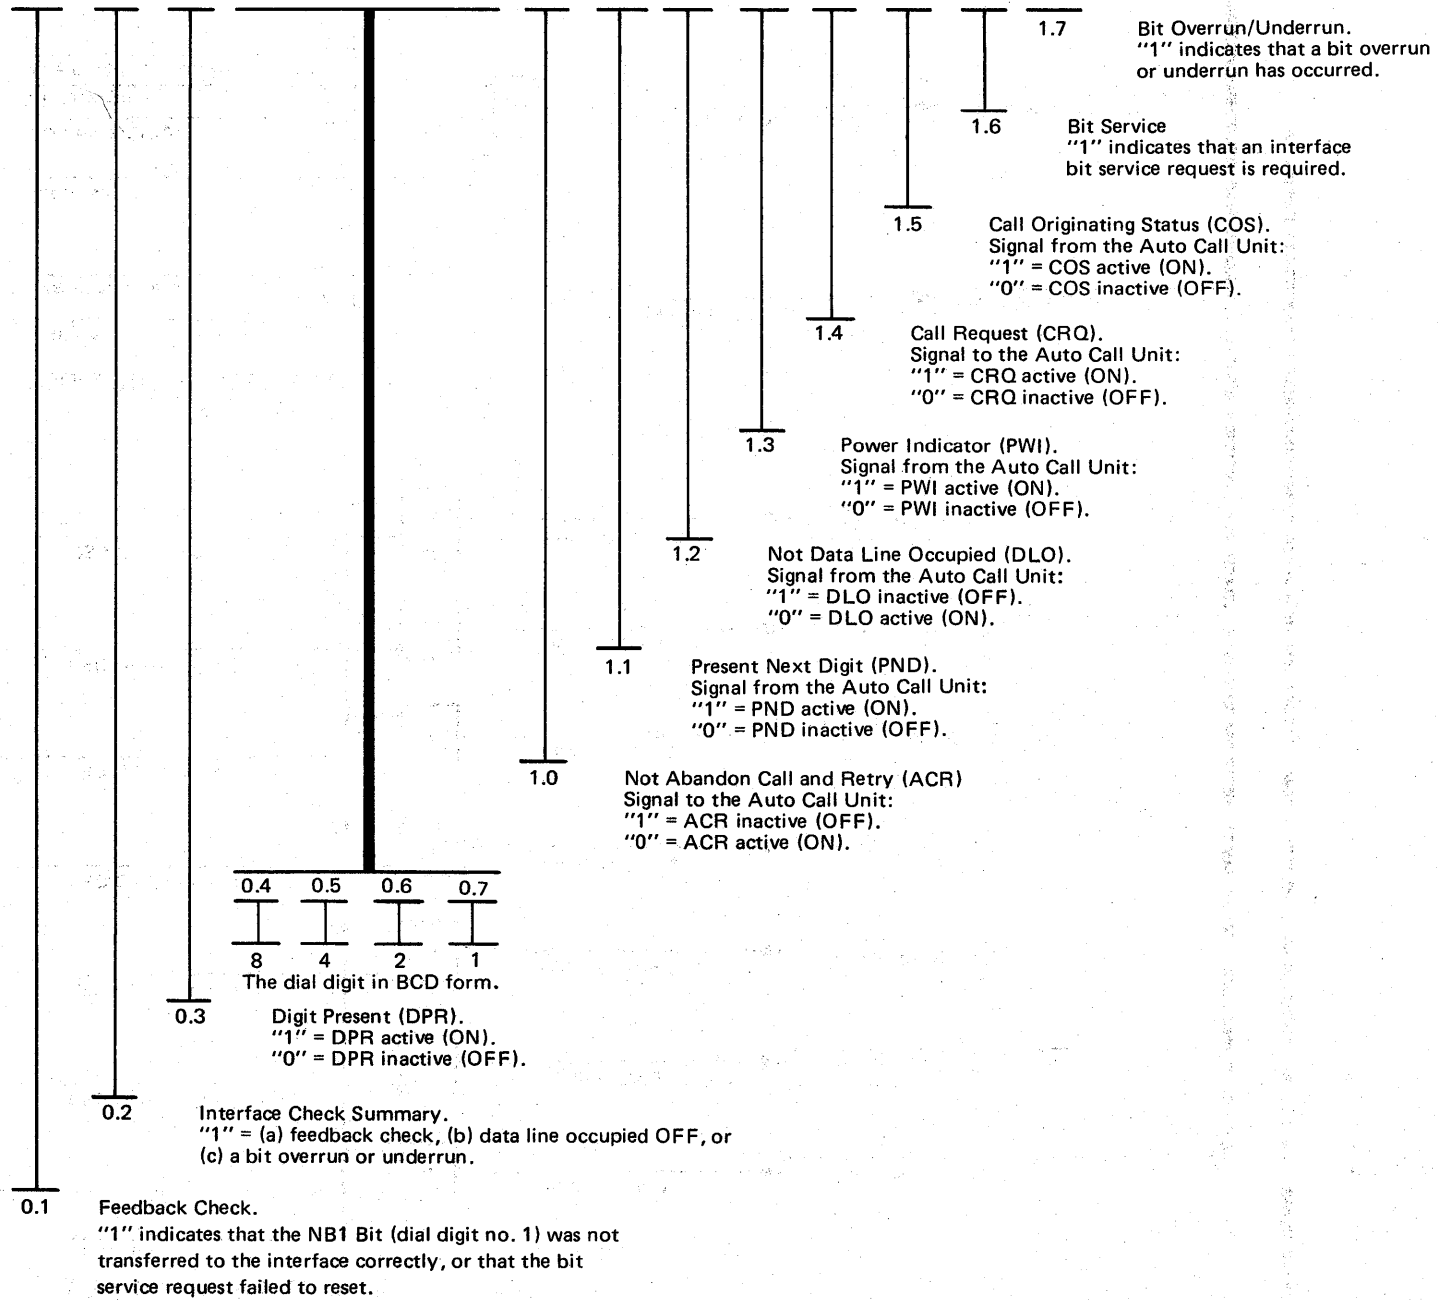 1.7
Bit Overrun/Underrun.
"1" indicates that a bit overrun
or underrun has occurred.
1.6
Bit Service
"1" indicates that an interface
bit service request is required.
1.5
Call Originating Status (COS).
Signal from the Auto Call Unit:
"1" = COS active (ON).
"0" = COS inactive (OFF).
1.4
Call Request (CRQ).
Signal to the Auto Call Unit:
"1" = CRQ active (ON).
"0" = CRQ inactive (OFF).
1.3
Power Indicator (PWI).
Signal from the Auto Call Unit:
"1" = PWI active (ON).
"0" = PWI inactive (OFF).
1.2
Not Data Line Occupied (DLO).
Signal from the Auto Call Unit:
"1" = DLO inactive (OFF).
"0" = DLO active (ON).
1.1
Present Next Digit (PND).
Signal from the Auto Call Unit:
"1" = PND active (ON).
"0" = PND inactive (OFF).
1.0
Not Abandon Call and Retry (ACR)
Signal to the Auto Call Unit:
"1" = ACR inactive (OFF).
"0" = ACR active (ON).
0.4 0.5 0.6 0.7
8 4 2 1
The dial digit in BCD form.
0.3
Digit Present (DPR).
"1" = DPR active (ON).
"0" = DPR inactive (OFF).
0.2
Interface Check Summary.
"1" = (a) feedback check, (b) data line occupied OFF, or
(c) a bit overrun or underrun.
0.1
Feedback Check.
"1" indicates that the NB1 Bit (dial digit no. 1) was not
transferred to the interface correctly, or that the bit
service request failed to reset.